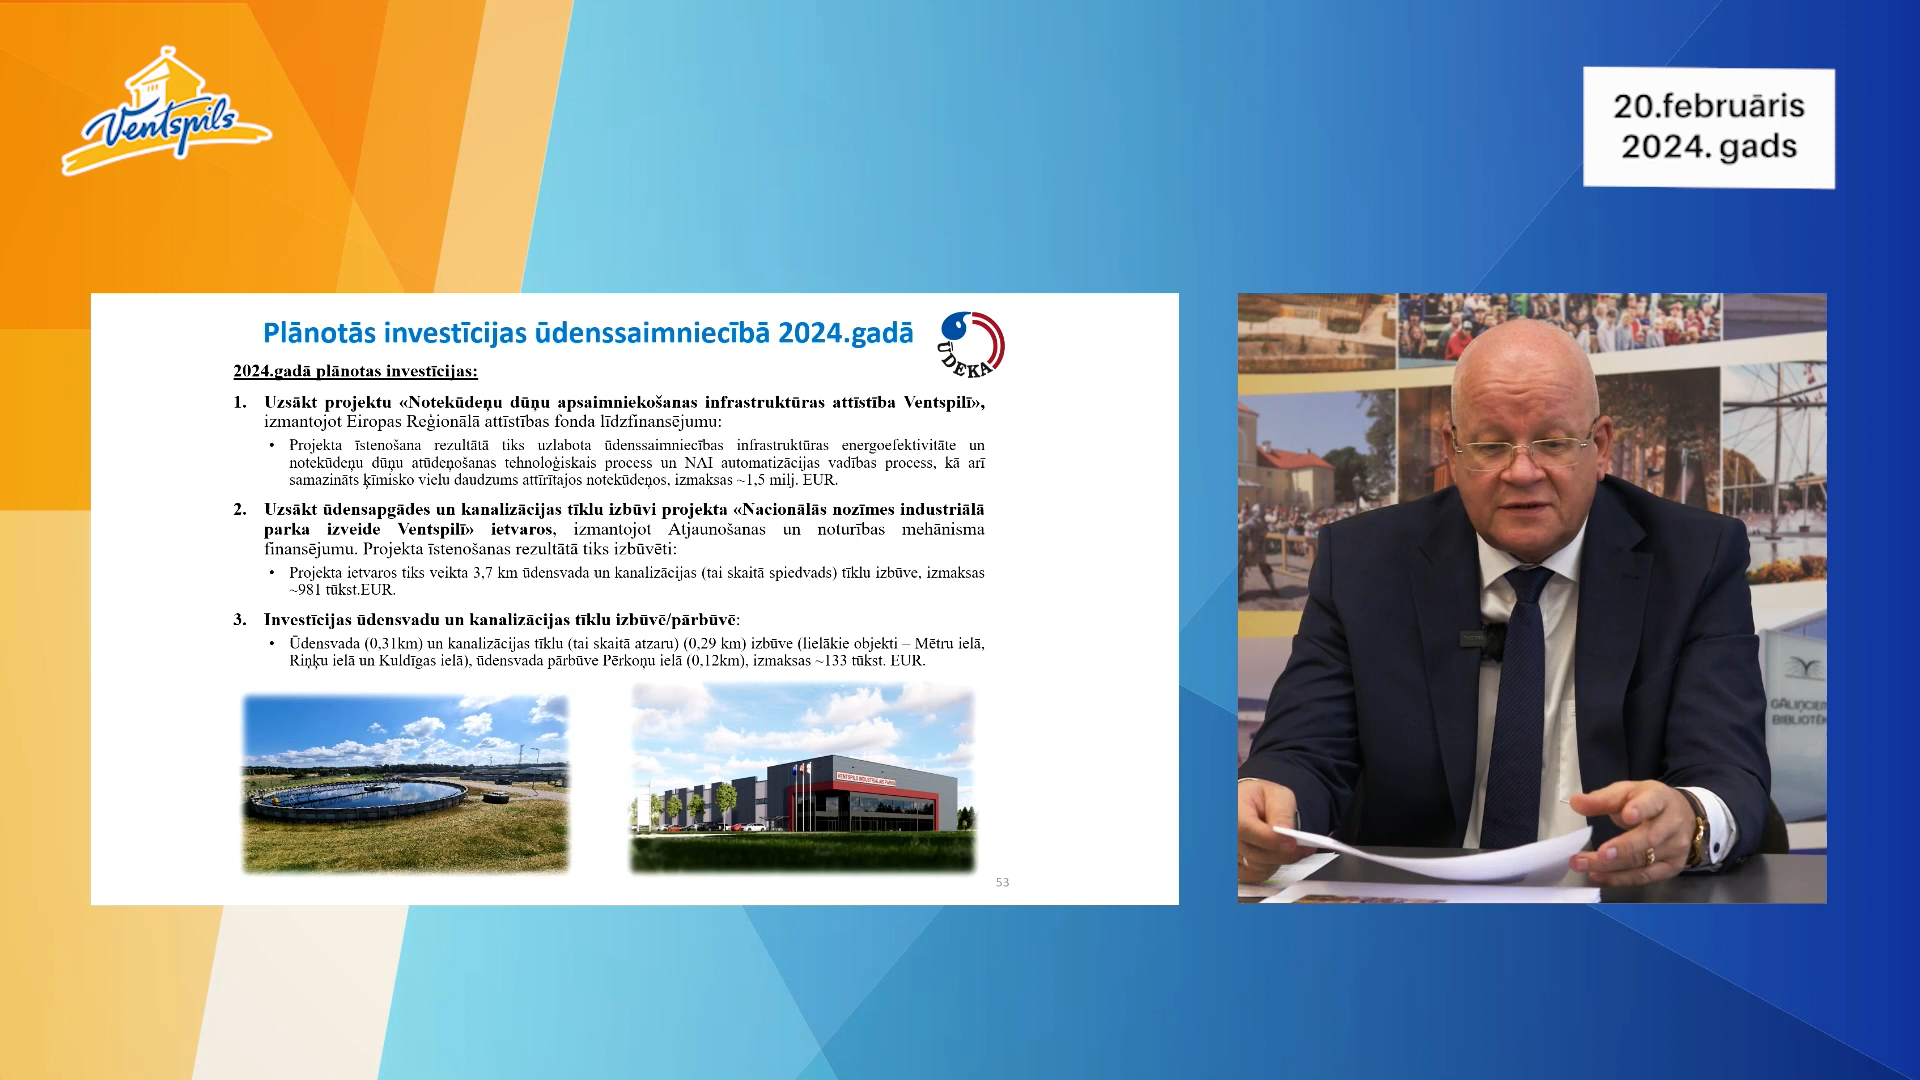 Ventspils
20.februāris
2024. gads
Plānotās investīcijas ūdenssaimniecībā 2024.gadā
ŪDEKA
2024.gadā plānotas investīcijas:
1. Uzsākt projektu «Notekūdeņu dūņu apsaimniekošanas infrastruktūras attīstība Ventspilī»,
izmantojot Eiropas Reģionālā attīstības fonda līdzfinansējumu:
• Projekta īstenošana rezultātā tiks uzlabota ūdenssaimniecības infrastruktūras energoefektivitāte un
notekūdeņu dūņu atūdeņošanas tehnoloģiskais process un NAI automatizācijas vadības process, kā arī
samazināts ķīmisko vielu daudzums attīrītajos notekūdeņos, izmaksas ~1,5 milj. EUR.
2. Uzsākt ūdensapgādes un kanalizācijas tīklu izbūvi projekta «Nacionālās nozīmes industriālā
parka izveide Ventspilī» ietvaros, izmantojot Atjaunošanas un noturības mehānisma
finansējumu. Projekta īstenošanas rezultātā tiks izbūvēti:
• Projekta ietvaros tiks veikta 3,7 km ūdensvada un kanalizācijas (tai skaitā spiedvads) tīklu izbūve, izmaksas
~981 tūkst.EUR.
3. Investīcijas ūdensvadu un kanalizācijas tīklu izbūvē/pārbūvē:
• Ūdensvada (0,31km) un kanalizācijas tīklu (tai skaitā atzaru) (0,29 km) izbūve (lielākie objekti – Mētru ielā,
Riņķu ielā un Kuldīgas ielā), ūdensvada pārbūve Pērkoņu ielā (0,12km), izmaksas ~133 tūkst. EUR.
VENTSPILS INDUSTRIĀLAIS PARKS
53
GĀLIŅCIEM
BIBLIOTĒK